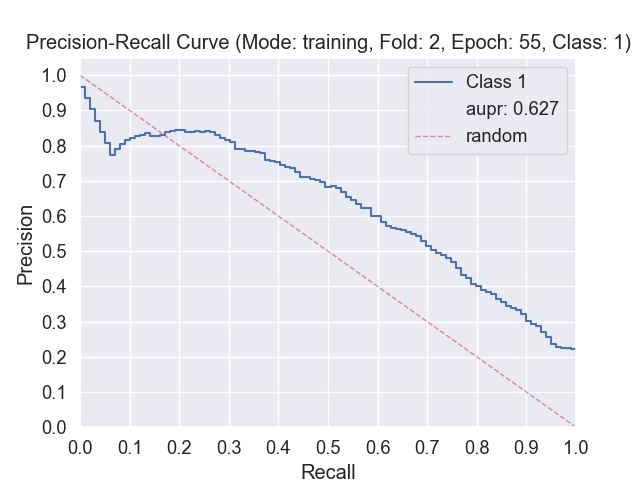 Precision-Recall Curve (Mode: training, Fold: 2, Epoch: 55, Class: 1)
1.0
0.9
0.8
0.7
0.6
0.5
0.4
0.3
0.2
0.1
0.0
Precision
Class 1
aupr: 0.627
random
0.0 0.1 0.2 0.3 0.4 0.5 0.6 0.7 0.8 0.9 1.0
Recall